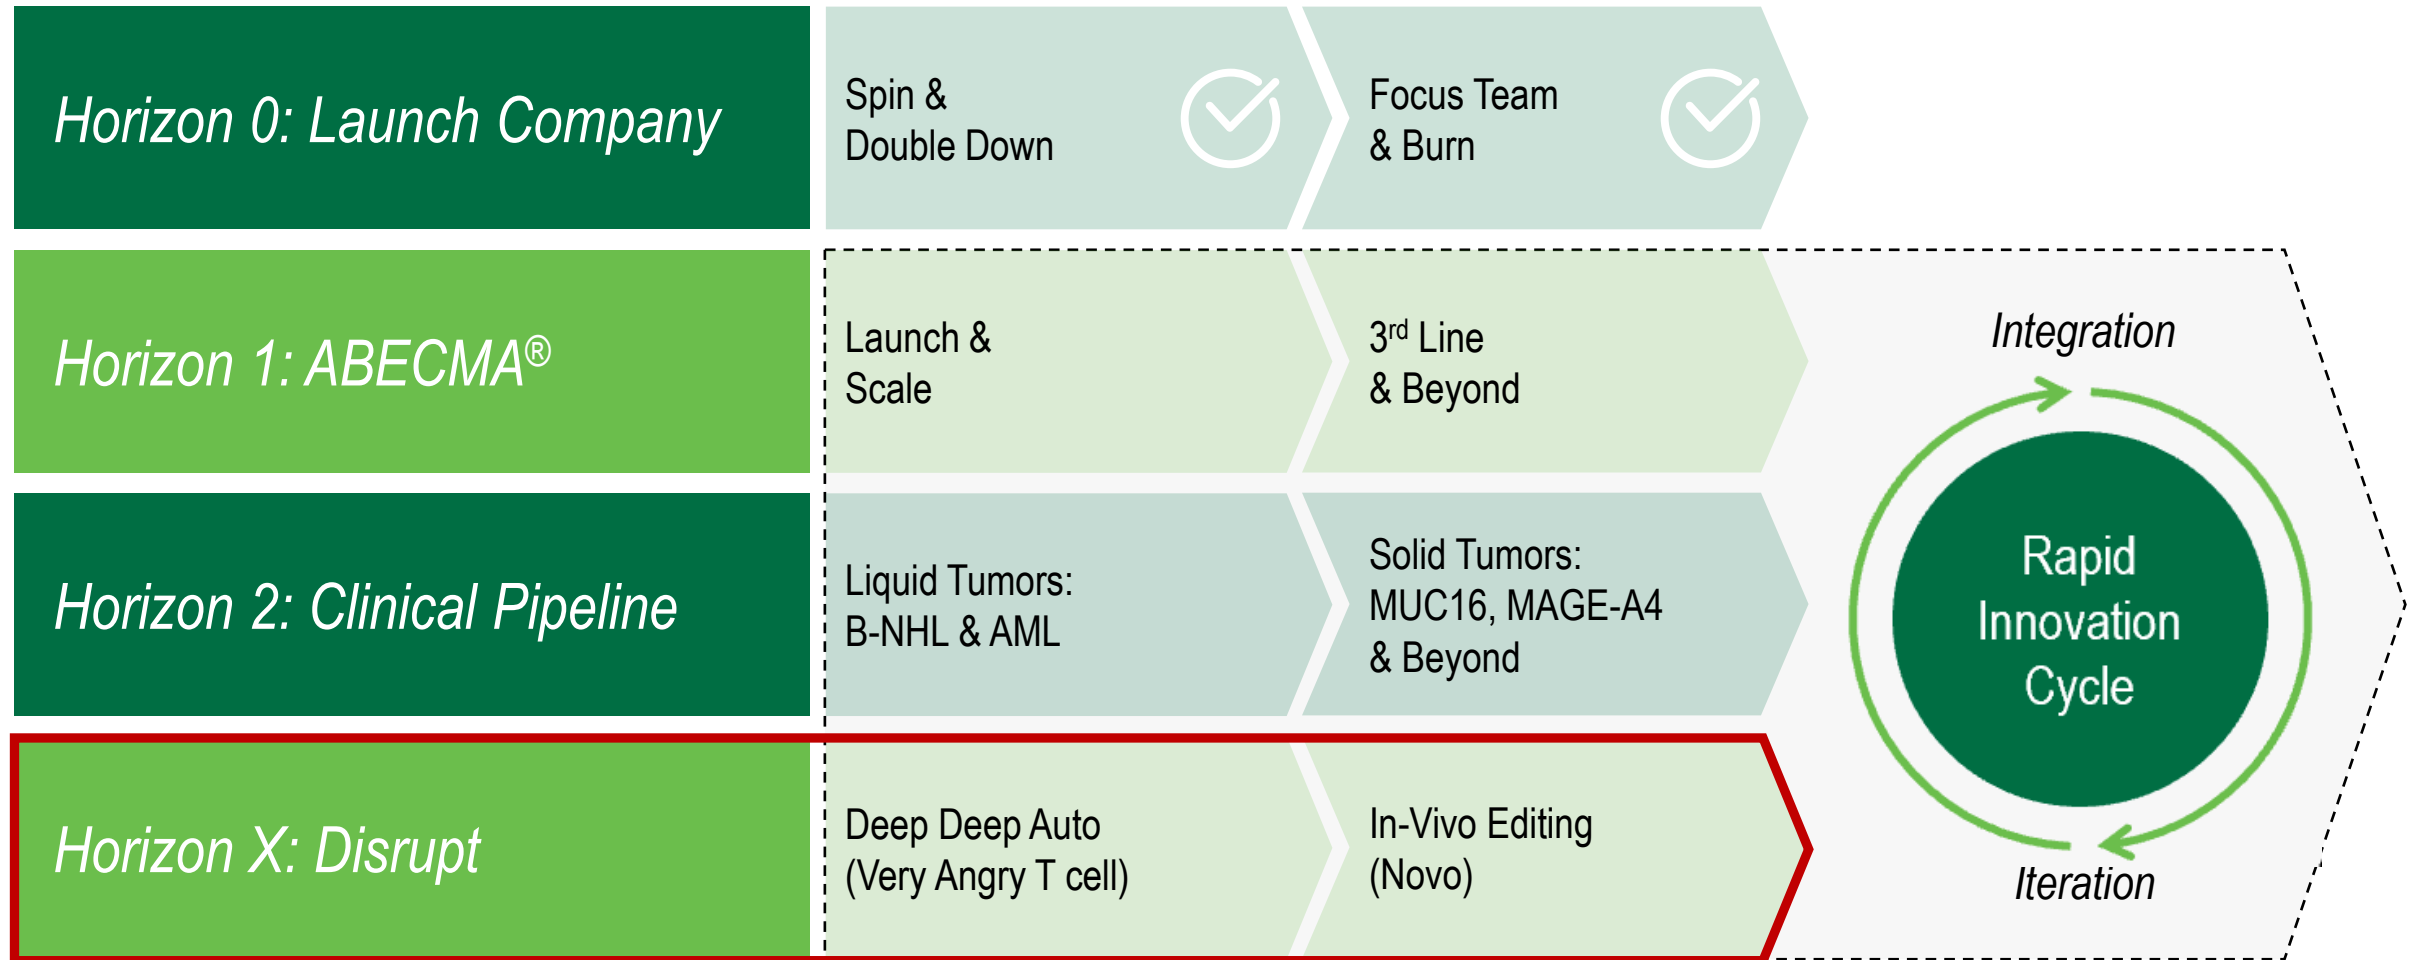 Horizon 0: Launch Company
Spin &
Double Down
Focus Team
& Burn
Horizon 1: ABECMA®
Launch &
Scale
3rd Line
& Beyond
Horizon 2: Clinical Pipeline
Liquid Tumors:
B-NHL & AML
Solid Tumors:
MUC16, MAGE-A4
& Beyond
Horizon X: Disrupt
Deep Deep Auto
(Very Angry T cell)
In-Vivo Editing
(Novo)
Integration
Rapid
Innovation
Cycle
Iteration